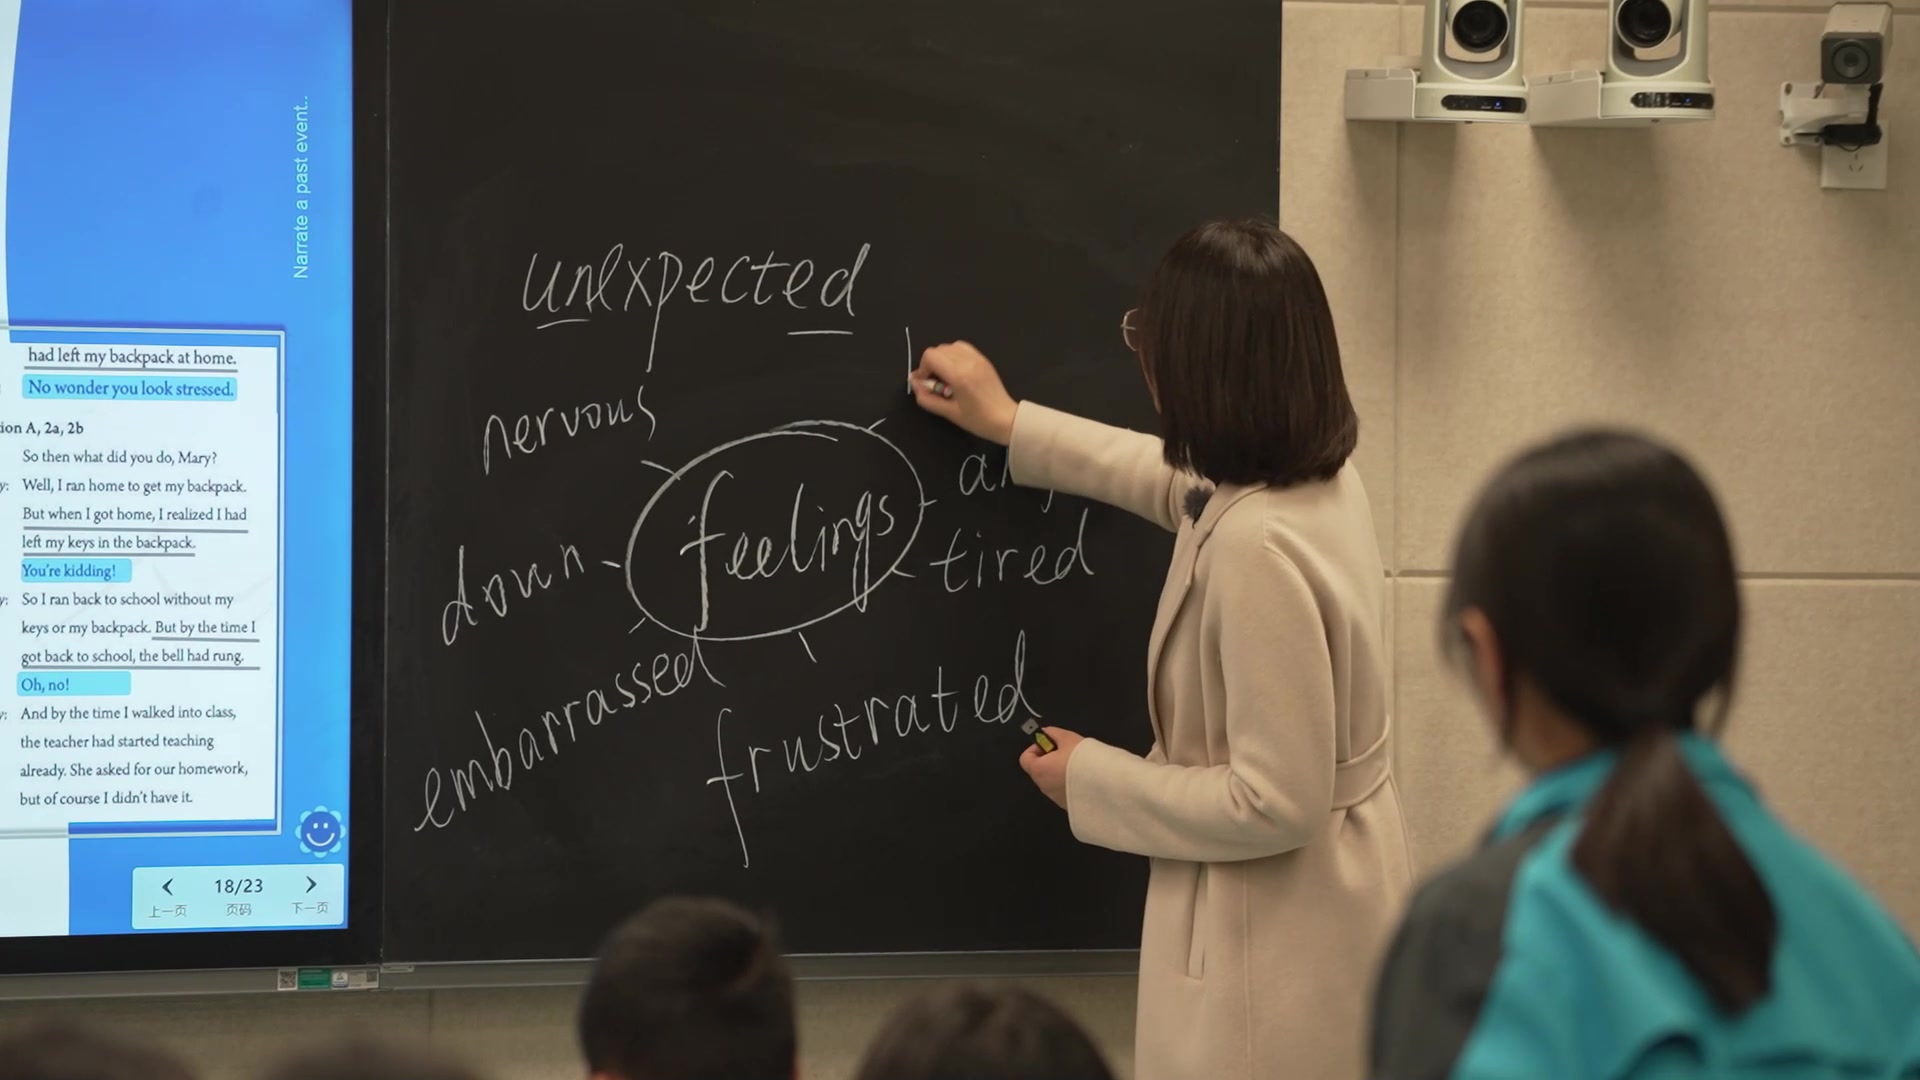 Narrate a past event..
had left my backpack at home.
No wonder you look stressed.
ion A, 2a, 2b
So then what did you do, Mary?
y: Well, I ran home to get my backpack.
But when I got home, I realized I had
left my keys in the backpack.
You're kidding!
y: So I ran back to school without my
keys or my backpack. But by the time I
got back to school, the bell had rung.
Oh, no!
y: And by the time I walked into class,
the teacher had started teaching
already. She asked for our homework,
but of course I didn't have it.
18/23
上一页 页码 下一页
unexpected
nervous
feelings
down
tired
embarrassed
frustrated